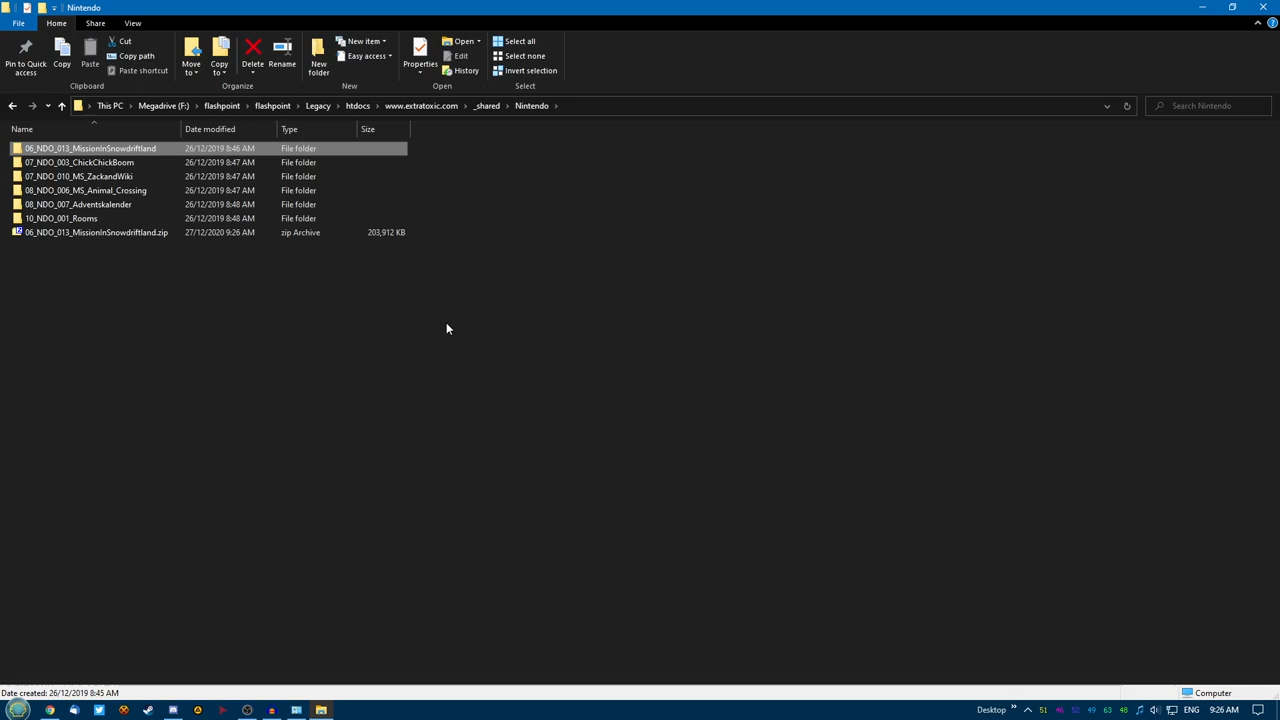 Nintendo
File Home Share View
Pin to Quick access
Copy
Paste
Cut
Copy path
Paste shortcut
Clipboard
Move to
Copy to
Delete
Rename
Organize
New folder
New item
Easy access
New
Properties
Open
Edit
History
Open
Select all
Select none
Invert selection
Select
This PC Megadrive (F:) flashpoint flashpoint Legacy htdocs www.extratoxic.com _shared Nintendo
Search Nintendo
Name Date modified Type Size
06_NDO_013_MissionInSnowdriftland 26/12/2019 8:46 AM File folder
07_NDO_003_ChickChickBoom 26/12/2019 8:47 AM File folder
07_NDO_010_MS_ZackandWiki 26/12/2019 8:47 AM File folder
08_NDO_006_MS_Animal_Crossing 26/12/2019 8:47 AM File folder
08_NDO_007_Adventskalender 26/12/2019 8:48 AM File folder
10_NDO_001_Rooms 26/12/2019 8:48 AM File folder
06_NDO_013_MissionInSnowdriftland.zip 27/12/2020 9:26 AM zip Archive 203,912 KB
Date created: 26/12/2019 8:45 AM
Computer
Desktop 51 46 52 49 63 48 ENG 9:26 AM